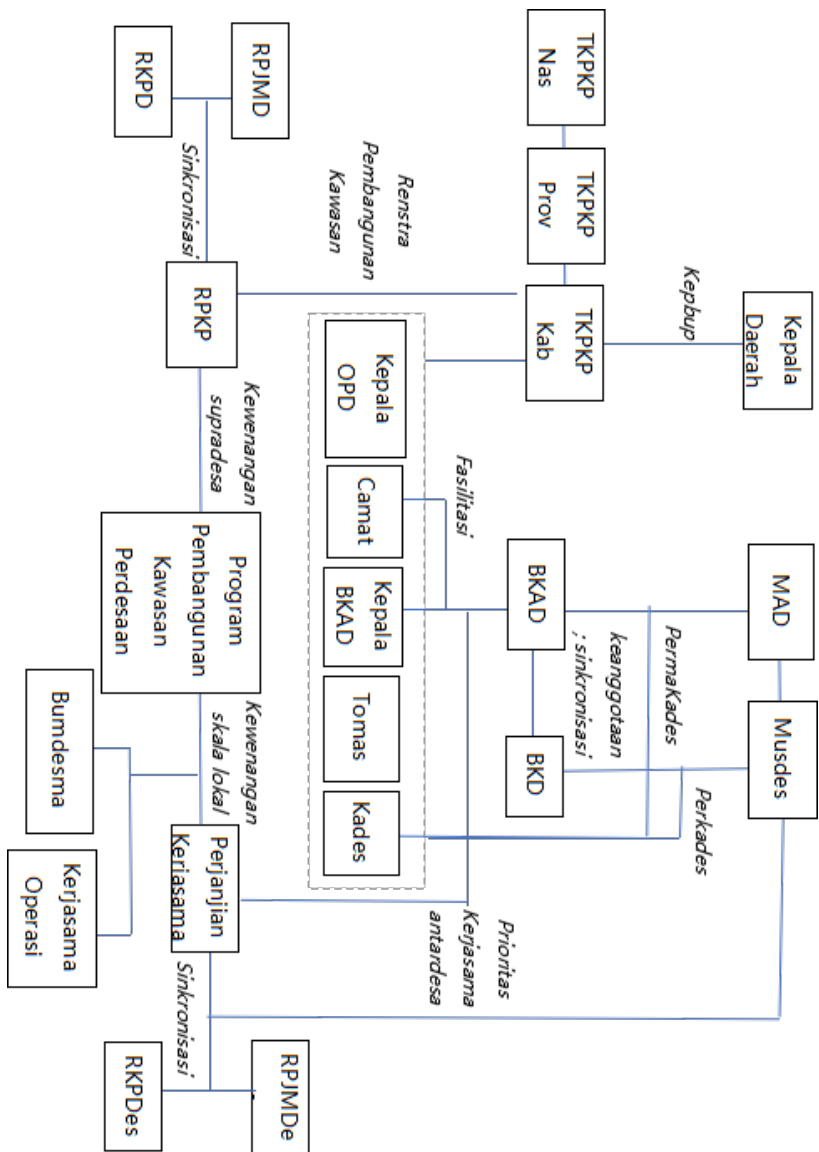 Kepala
Daerah
MAD
Musdes
Kepbup
PermaKades
Perkades
keanggotaan
; sinkronisasi
TKPKP
Nas
TKPKP
Prov
TKPKP
Kab
BKAD
BKD
Fasilitasi
Prioritas
Kerjasama
antardesa
Renstra
Pembangunan
Kawasan
Kepala
OPD
Camat
Kepala
BKAD
Tomas
Kades
RPJMD
RKPD
Sinkronisasi
RPKP
Kewenangan
supradesa
Program
Pembangunan
Kawasan
Perdesaan
Kewenangan
skala lokal
Perjanjian
Kerjasama
Sinkronisasi
RPJMDe
RKPDes
Bumdesma
Kerjasama
Operasi